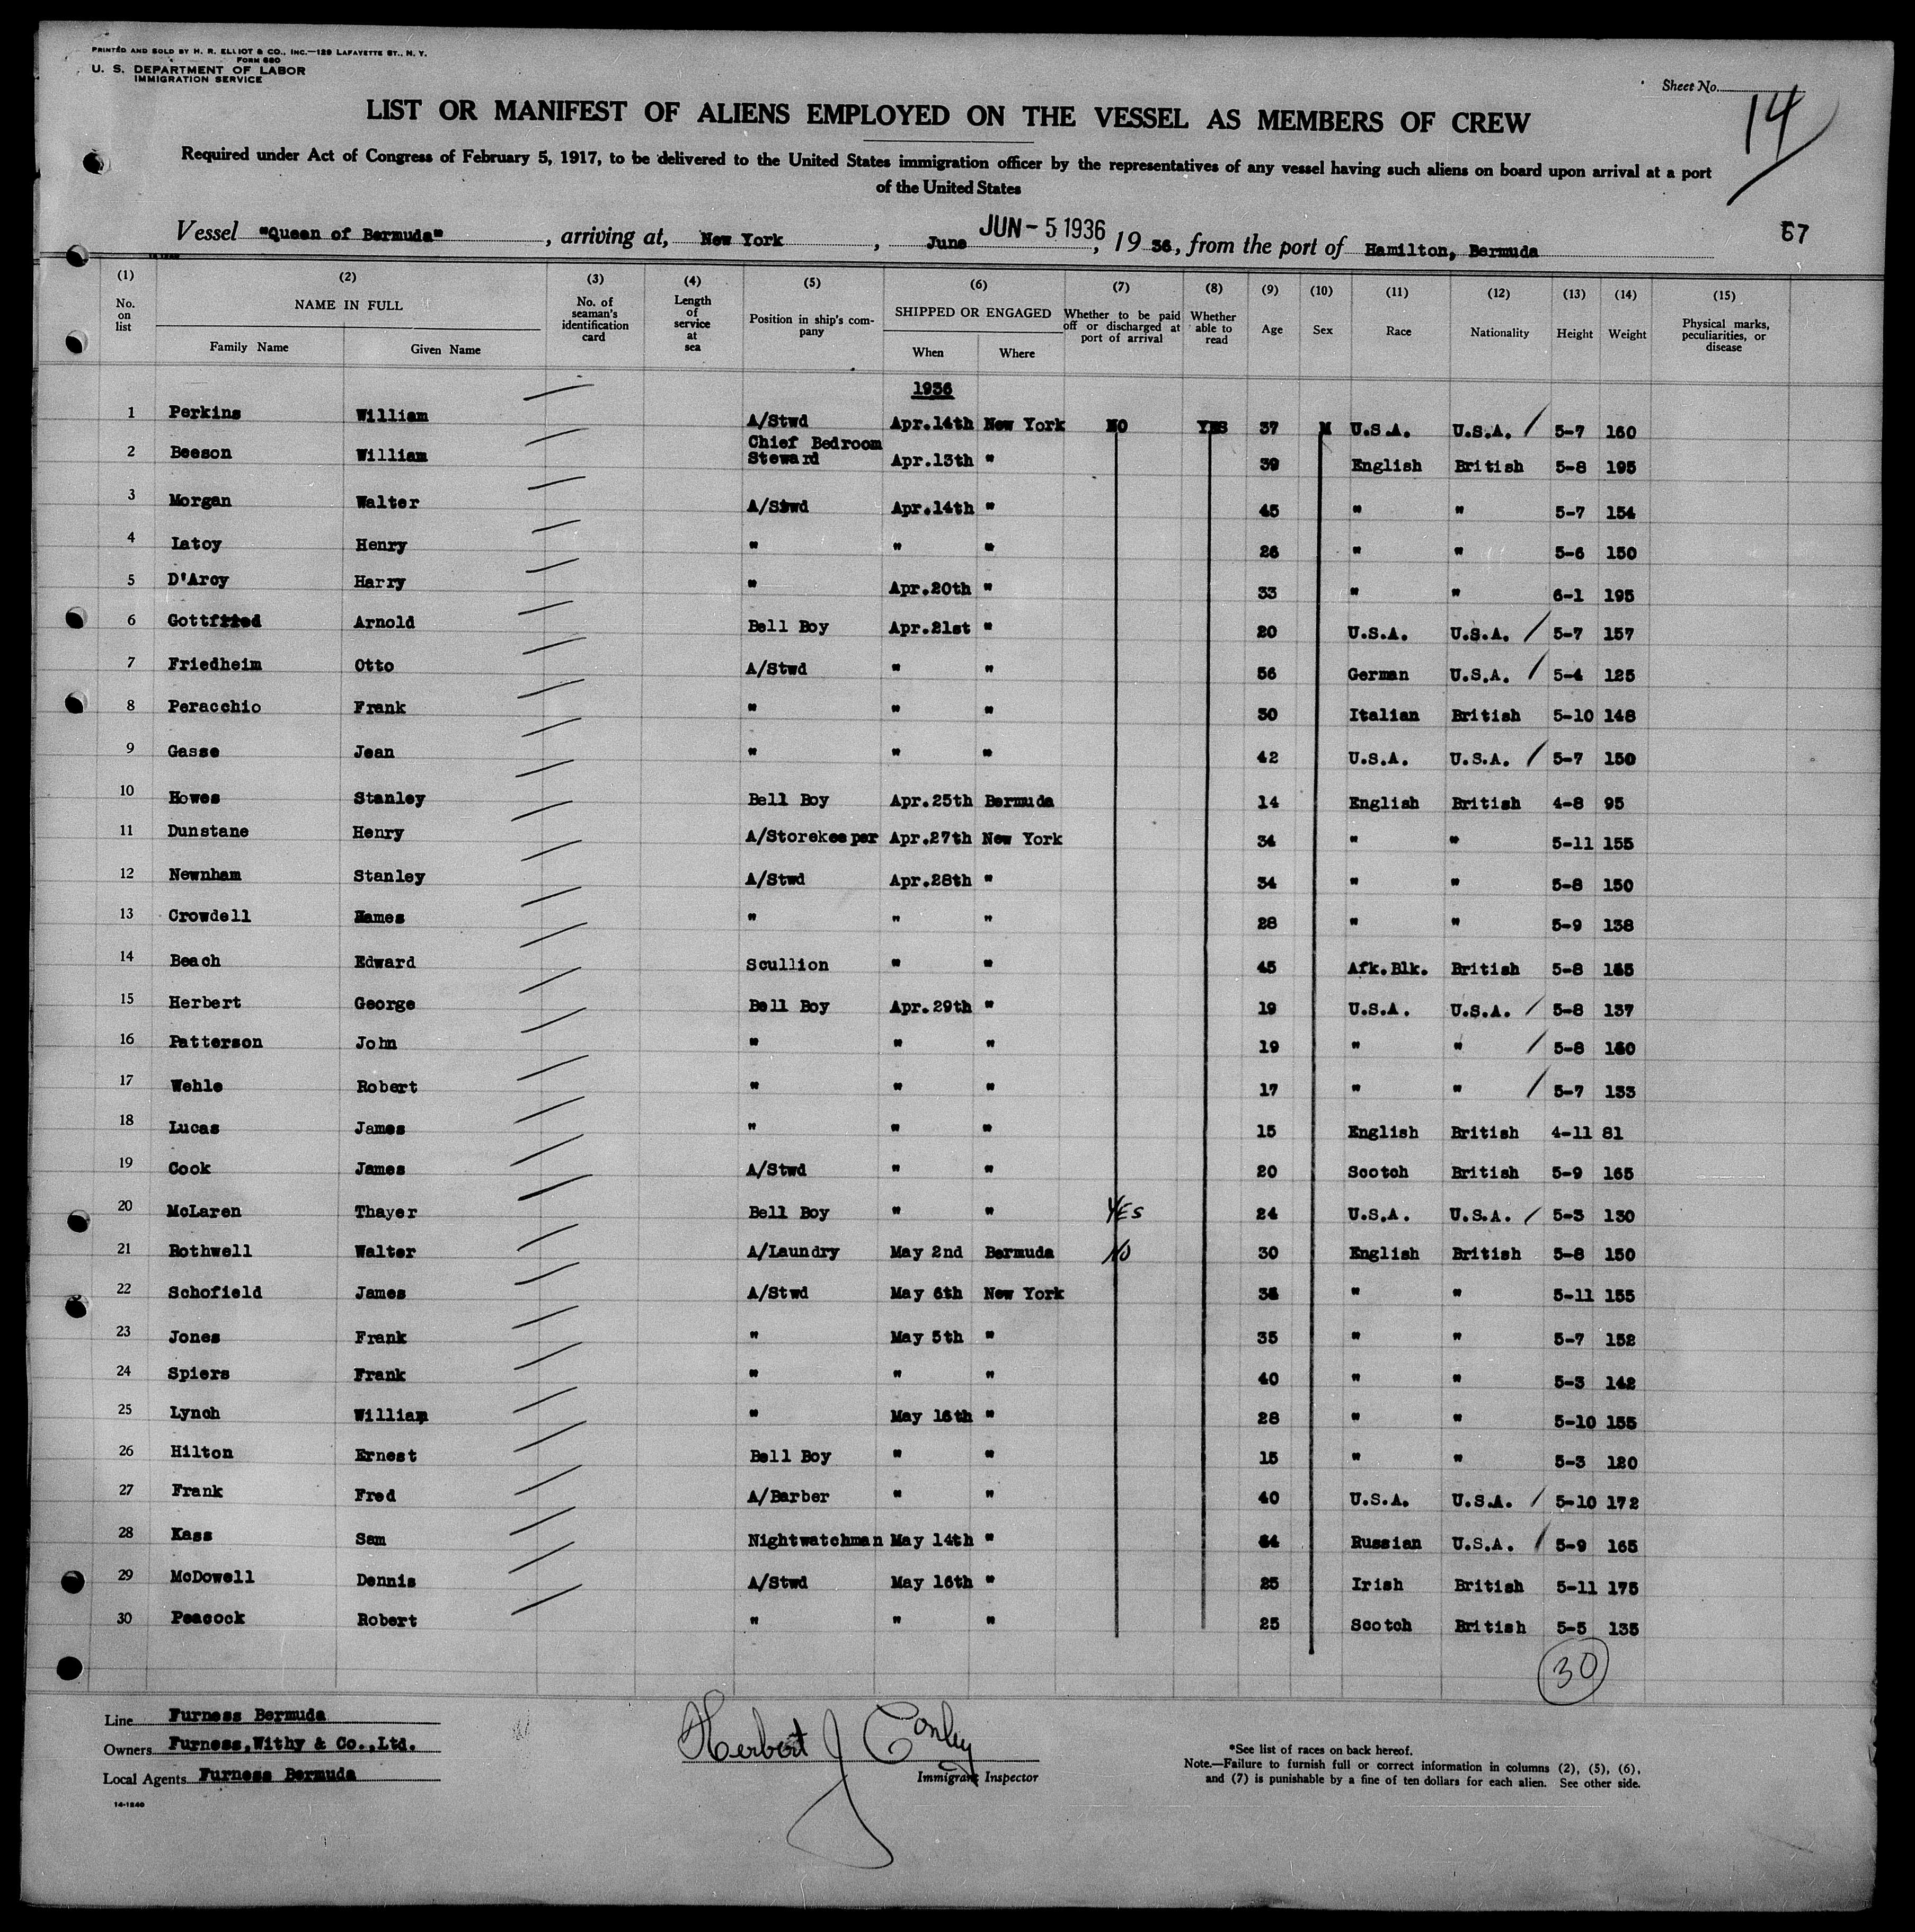 PRINTED AND SOLD BY H. R. ELLIOT & CO., INC.—129 LAFAYETTE ST., N. Y.
FORM 680
U. S. DEPARTMENT OF LABOR
IMMIGRATION SERVICE
Sheet No. 14
LIST OR MANIFEST OF ALIENS EMPLOYED ON THE VESSEL AS MEMBERS OF CREW
Required under Act of Congress of February 5, 1917, to be delivered to the United States immigration officer by the representatives of any vessel having such aliens on board upon arrival at a port
of the United States
Vessel "Queen of Bermuda", arriving at, New York, June JUN - 5 1936, 19 36, from the port of Hamilton, Bermuda 67
(1) (2) (3) (4) (5) (6) (7) (8) (9) (10) (11) (12) (13) (14) (15)
No. on list NAME IN FULL Family Name Given Name No. of seaman's identification card Length of service at sea Position in ship's company SHIPPED OR ENGAGED When Where Whether to be paid off or discharged at port of arrival Whether able to read Age Sex Race Nationality Height Weight Physical marks, peculiarities, or disease
1936
1 Perkins William A/Stwd Apr.14th New York NO YES 37 M U.S.A. U.S.A. / 5-7 160
2 Beeson William Chief Bedroom Steward Apr.13th " 39 English British 5-8 195
3 Morgan Walter A/Stwd Apr.14th " 45 " " 5-7 154
4 Latoy Henry " " " 26 " " 5-6 150
5 D'Arcy Harry " Apr.20th " 33 " " 6-1 195
6 Gottfried Arnold Bell Boy Apr.21st " 20 U.S.A. U.S.A. / 5-7 157
7 Friedheim Otto A/Stwd " " 56 German U.S.A. / 5-4 125
8 Peracchio Frank " " " 30 Italian British 5-10 148
9 Gasse Jean " " " 42 U.S.A. U.S.A. / 5-7 150
10 Howes Stanley Bell Boy Apr.25th Bermuda 14 English British 4-8 95
11 Dunstane Henry A/Storekeeper Apr.27th New York 34 " " 5-11 155
12 Newnham Stanley A/Stwd Apr.28th " 34 " " 5-8 150
13 Crowdell " " " 28 " " 5-9 138
14 Beach Edward Scullion " " 45 Afk.Blk. British 5-8
15 Herbert George Bell Boy Apr.29th " 19 U.S.A. U.S.A. / 5-8 137
16 Patterson John " " " 19 " " / 5-8 160
17 Wehle Robert " " " 17 " " / 5-7 133
18 Lucas James " " " 15 English British 4-11 81
19 Cook James A/Stwd " " 20 Scotch British 5-9 165
20 McLaren Thayer Bell Boy " " YES 24 U.S.A. U.S.A. / 5-3 130
21 Rothwell Walter A/Laundry May 2nd Bermuda NO 30 English British 5-8 150
22 Schofield James A/Stwd May 6th New York " " 5-11 155
23 Jones Frank " May 5th " 35 " " 5-7 152
24 Spiers Frank " " " 40 " " 5-3 142
25 Lynch William " May 16th " 28 " " 5-10 155
26 Hilton Ernest Bell Boy " " 15 " " 5-3 120
27 Frank Fred A/Barber " " 40 U.S.A. U.S.A. / 5-10 172
28 Kass Sam Nightwatchman May 14th " Russian U.S.A. / 5-9 165
29 McDowell Dennis A/Stwd May 16th " 25 Irish British 5-11 175
30 Peacock Robert " " " 25 Scotch British 5-5 135
30
Line Furness Bermuda
Owners Furness,Withy & Co.,Ltd.
Local Agents Furness Bermuda
14-1240
Herbert J Conley
Immigrant Inspector
*See list of races on back hereof.
Note.—Failure to furnish full or correct information in columns (2), (5), (6),
and (7) is punishable by a fine of ten dollars for each alien. See other side.